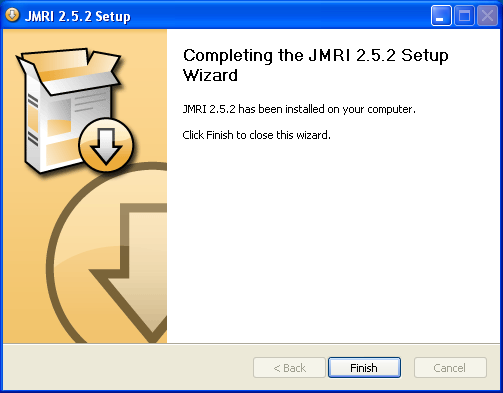 JMRI 2.5.2 Setup
Completing the JMRI 2.5.2 Setup
Wizard
JMRI 2.5.2 has been installed on your computer.
Click Finish to close this wizard.
< Back
Finish
Cancel